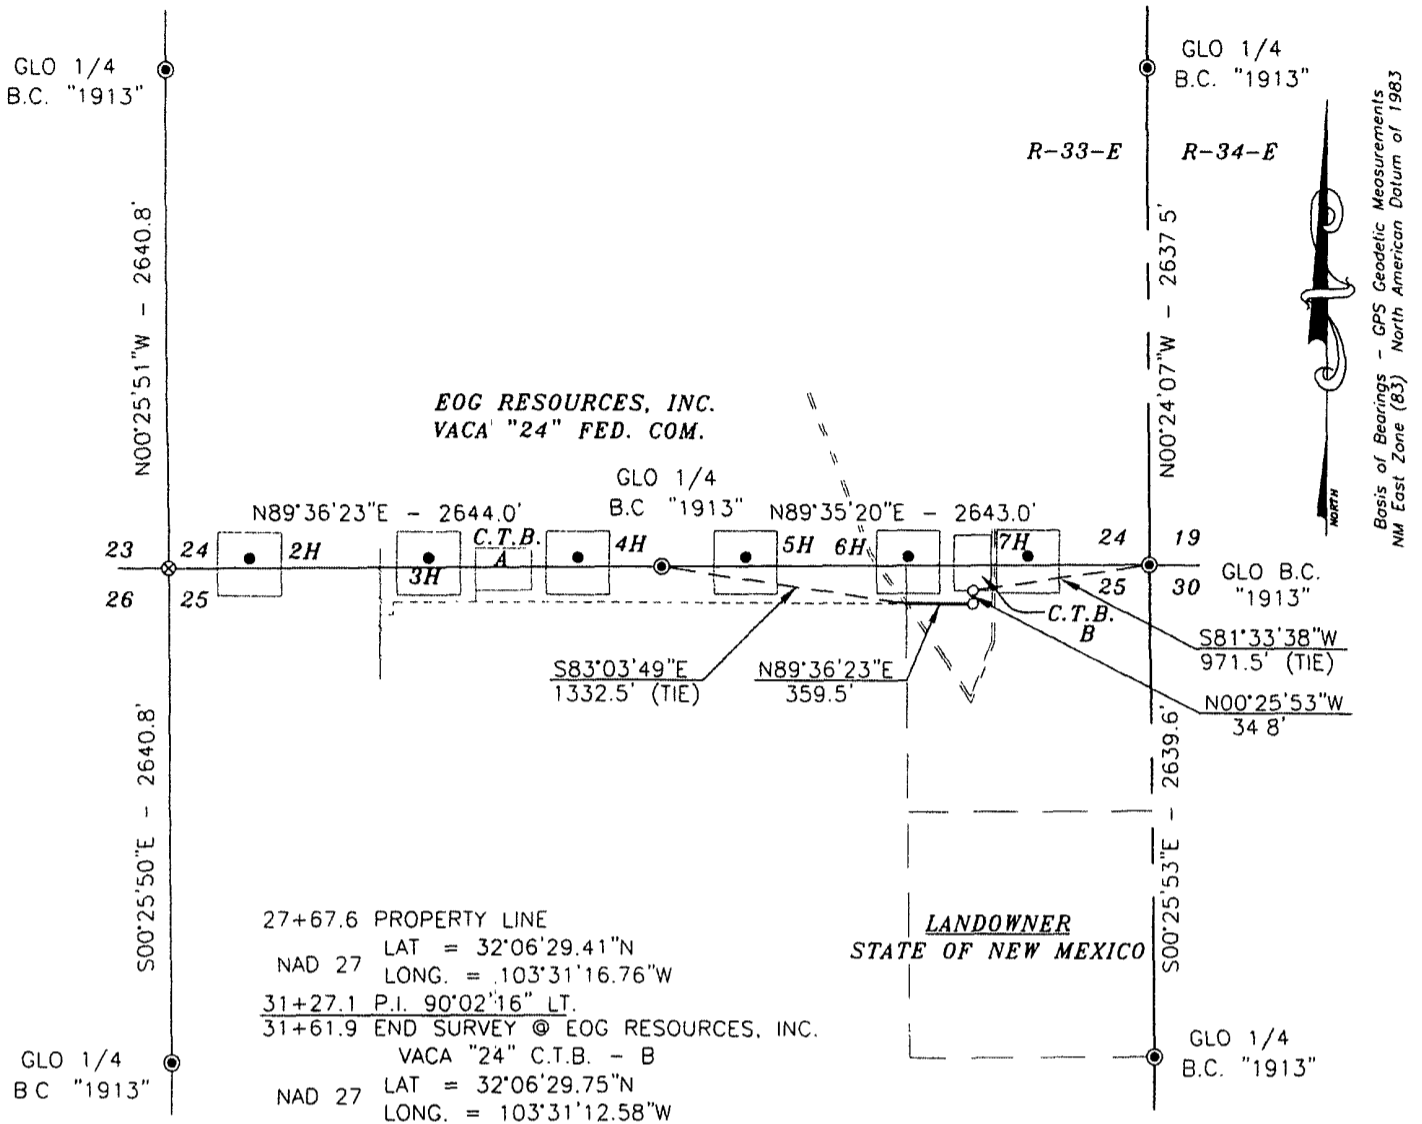 GLO 1/4
B.C. "1913"
GLO 1/4
B.C. "1913"
R-33-E
R-34-E
N00°25'51"W - 2640.8'
N00°24'07"W - 2637 5'
Basis of Bearings - GPS Geodetic Measurements
NM East Zone (83) North American Datum of 1983
NORTH
EOG RESOURCES, INC.
VACA "24" FED. COM.
GLO 1/4
B.C "1913"
N89°36'23"E - 2644.0'
N89°35'20"E - 2643.0'
23
24
2H
3H
C.T.B.
A
4H
5H
6H
7H
24
19
26
25
25
30
GLO B.C.
"1913"
C.T.B.
B
S83°03'49"E
1332.5' (TIE)
N89°36'23"E
359.5'
S81°33'38"W
971.5' (TIE)
N00°25'53"W
34 8'
S00°25'50"E - 2640.8'
S00°25'53"E - 2639.6'
LANDOWNER
STATE OF NEW MEXICO
27+67.6 PROPERTY LINE
NAD 27
LAT = 32°06'29.41"N
LONG. = 103°31'16.76"W
31+27.1 P.I. 90°02'16" LT.
31+61.9 END SURVEY @ EOG RESOURCES, INC.
VACA "24" C.T.B. - B
NAD 27
LAT = 32°06'29.75"N
LONG. = 103°31'12.58"W
GLO 1/4
B C "1913"
GLO 1/4
B.C. "1913"